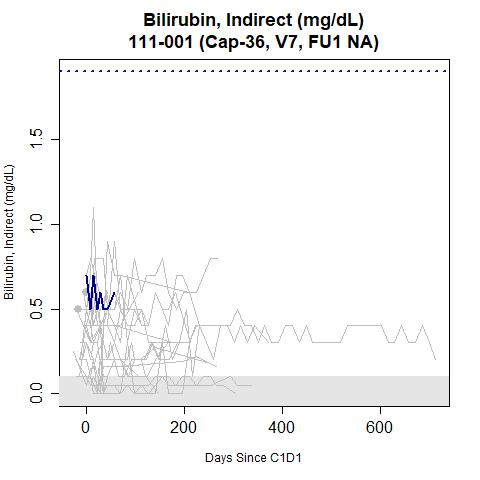 Bilirubin, Indirect (mg/dL)
111-001 (Cap-36, V7, FU1 NA)
Bilirubin, Indirect (mg/dL)
1.5
1.0
0.5
0.0
0 200 400 600
Days Since C1D1